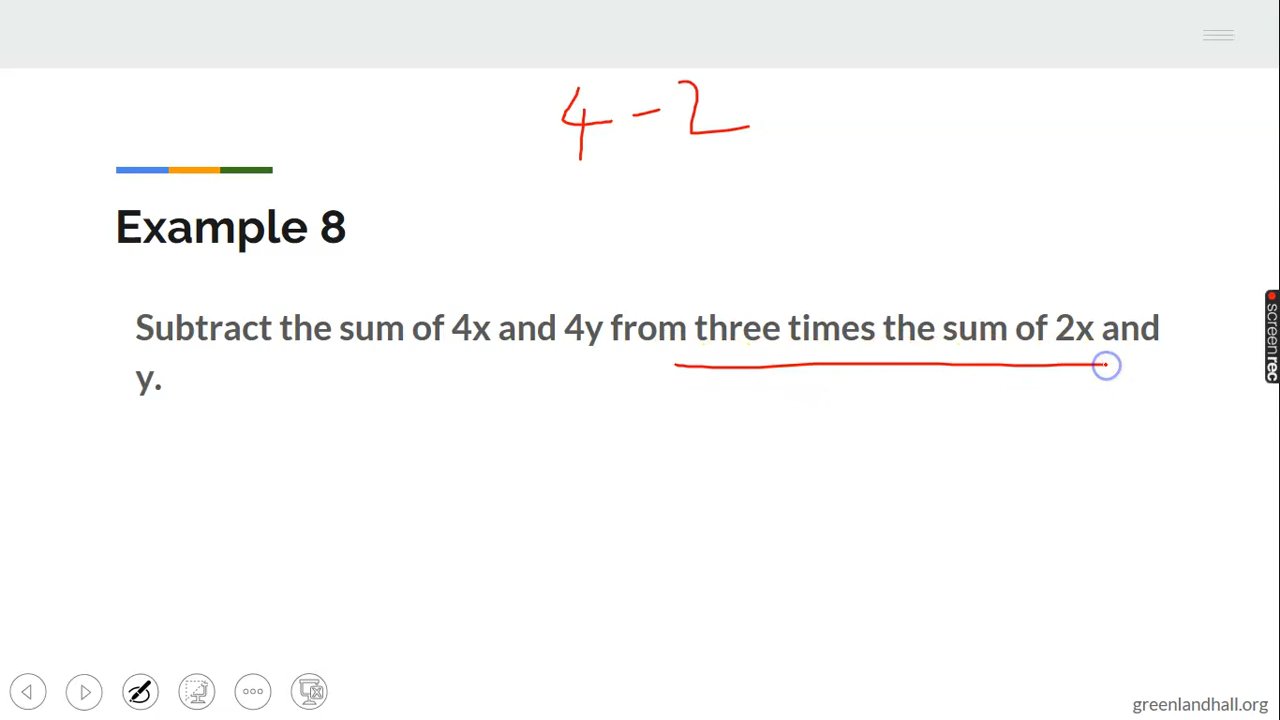 4 - 2
Example 8
Subtract the sum of 4x and 4y from three times the sum of 2x and
y.
screenrec
greenlandhall.org